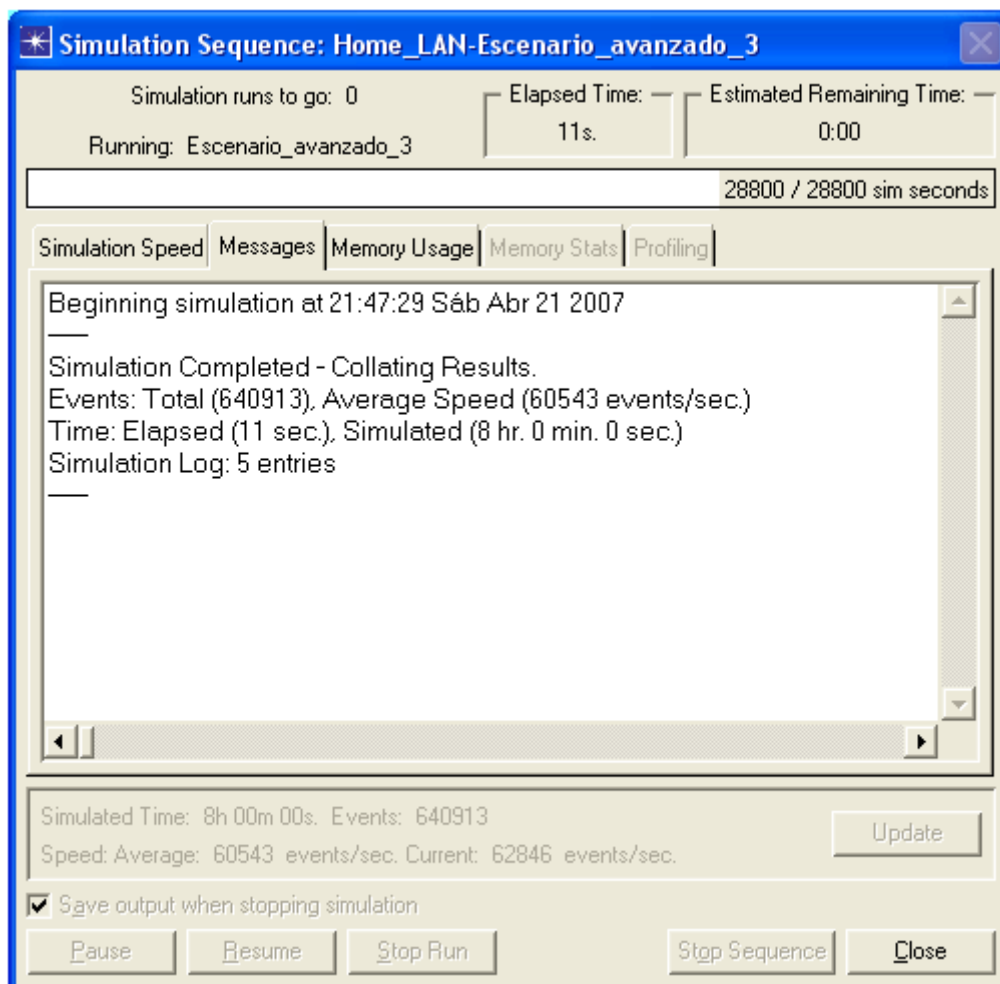 Simulation Sequence: Home_LAN-Escenario_avanzado_3
Simulation runs to go: 0
Running: Escenario_avanzado_3
Elapsed Time:
11s.
Estimated Remaining Time:
0:00
28800 / 28800 sim seconds
Simulation Speed Messages Memory Usage Memory Stats Profiling
Beginning simulation at 21:47:29 Sáb Abr 21 2007
----
Simulation Completed - Collating Results.
Events: Total (640913), Average Speed (60543 events/sec.)
Time: Elapsed (11 sec.), Simulated (8 hr. 0 min. 0 sec.)
Simulation Log: 5 entries
----
Simulated Time: 8h 00m 00s. Events: 640913
Speed: Average: 60543 events/sec. Current: 62846 events/sec.
Update
Save output when stopping simulation
Pause Resume Stop Run Stop Sequence Close